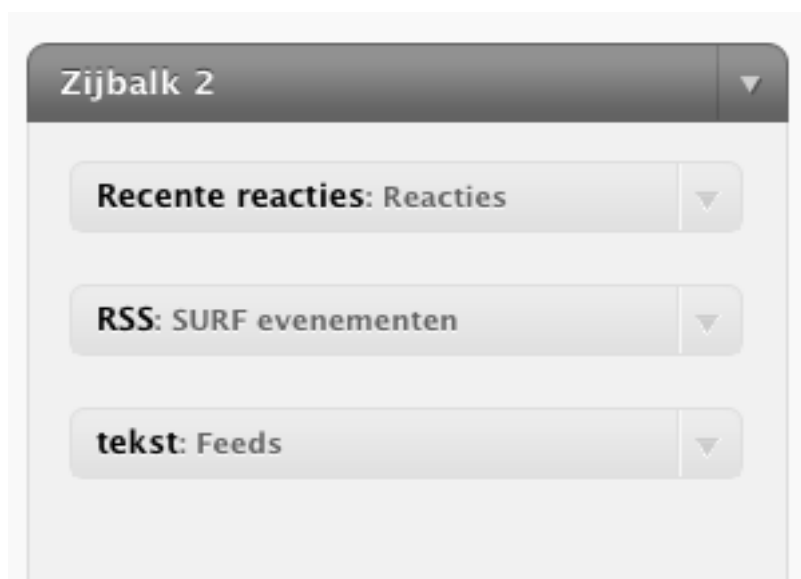 Zijbalk 2
Recente reacties: Reacties
RSS: SURF evenementen
tekst: Feeds